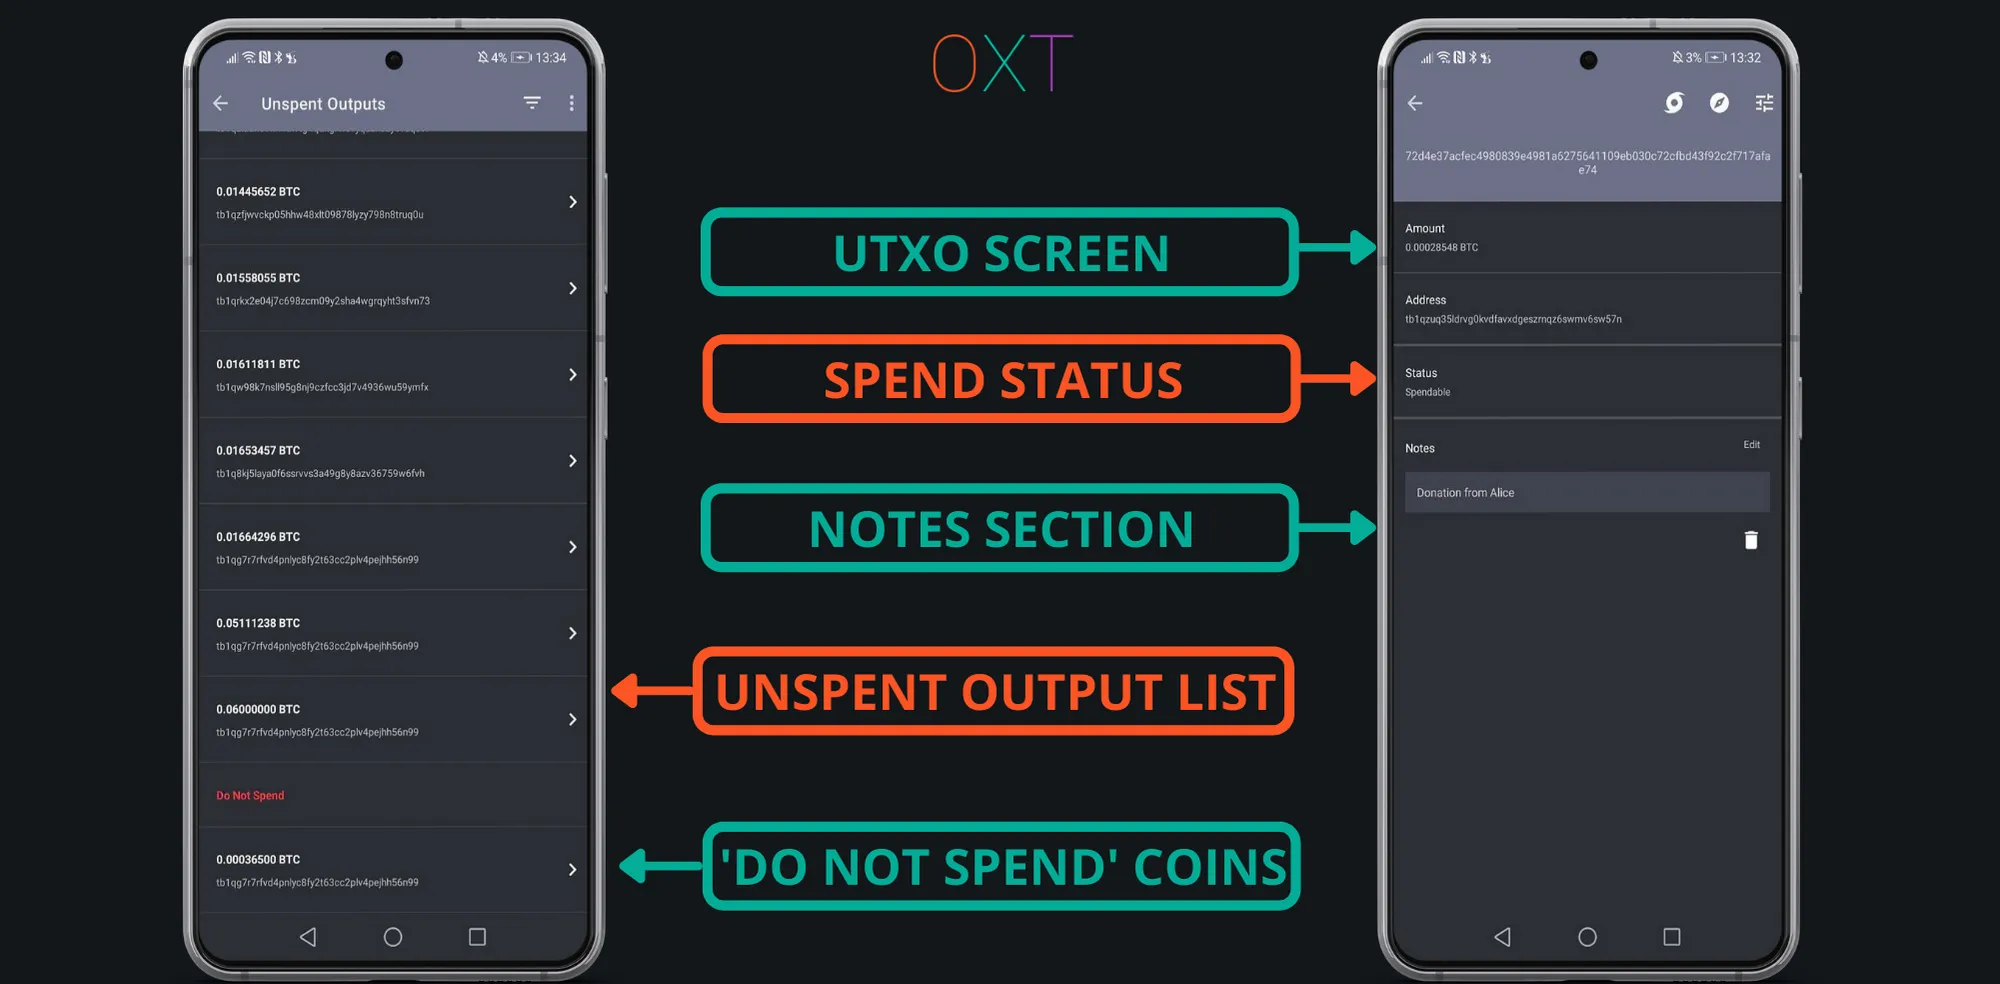 4% 13:34
Unspent Outputs
0.01445652 BTC
tb1qzfjwvckp05hhw48xlt09878lyzy798n8truq0u
0.01558055 BTC
tb1qrkx2e04j7c698zcm09y2sha4wgrqyht3sfvn73
0.01611811 BTC
tb1qw98k7nsll95g8nj9czfcc3jd7v4936wu59ymfx
0.01653457 BTC
tb1q8kj5laya0f6ssrvvs3a49g8y8azv36759w6fvh
0.01664296 BTC
tb1qg7r7rfvd4pnlyc8fy2t63cc2plv4pejhh56n99
0.05111238 BTC
tb1qg7r7rfvd4pnlyc8fy2t63cc2plv4pejhh56n99
0.06000000 BTC
tb1qg7r7rfvd4pnlyc8fy2t63cc2plv4pejhh56n99
Do Not Spend
0.00036500 BTC
tb1qg7r7rfvd4pnlyc8fy2t63cc2plv4pejhh56n99
OXT
UTXO SCREEN
SPEND STATUS
NOTES SECTION
UNSPENT OUTPUT LIST
'DO NOT SPEND' COINS
3% 13:32
72d4e37acfec4980839e4981a6275641109eb030c72cfbd43f92c2f717afa
e74
Amount
0.00028548 BTC
Address
tb1qzuq35ldrvg0kvdfavxdgeszrnqz6swmv6sw57n
Status
Spendable
Notes
Edit
Donation from Alice